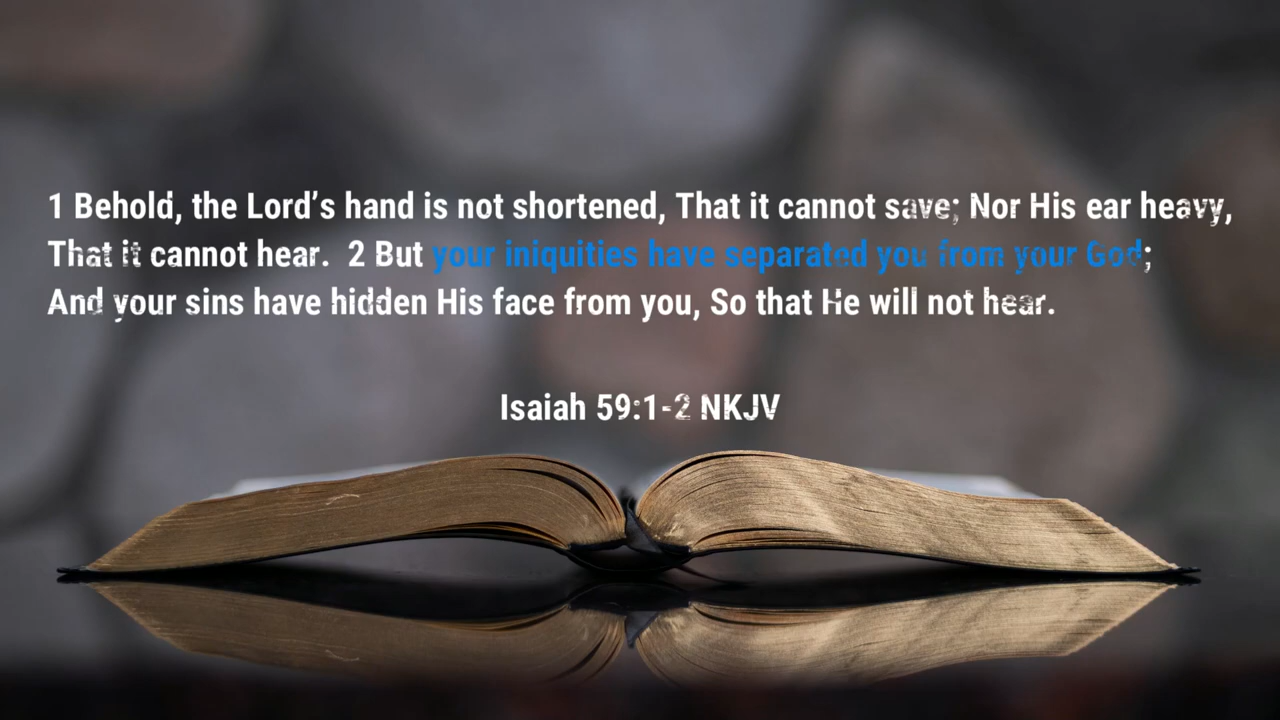 1 Behold, the Lord’s hand is not shortened, That it cannot save; Nor His ear heavy,
That it cannot hear.  2 But your iniquities have separated you from your God;
And your sins have hidden His face from you, So that He will not hear.
Isaiah 59:1-2 NKJV